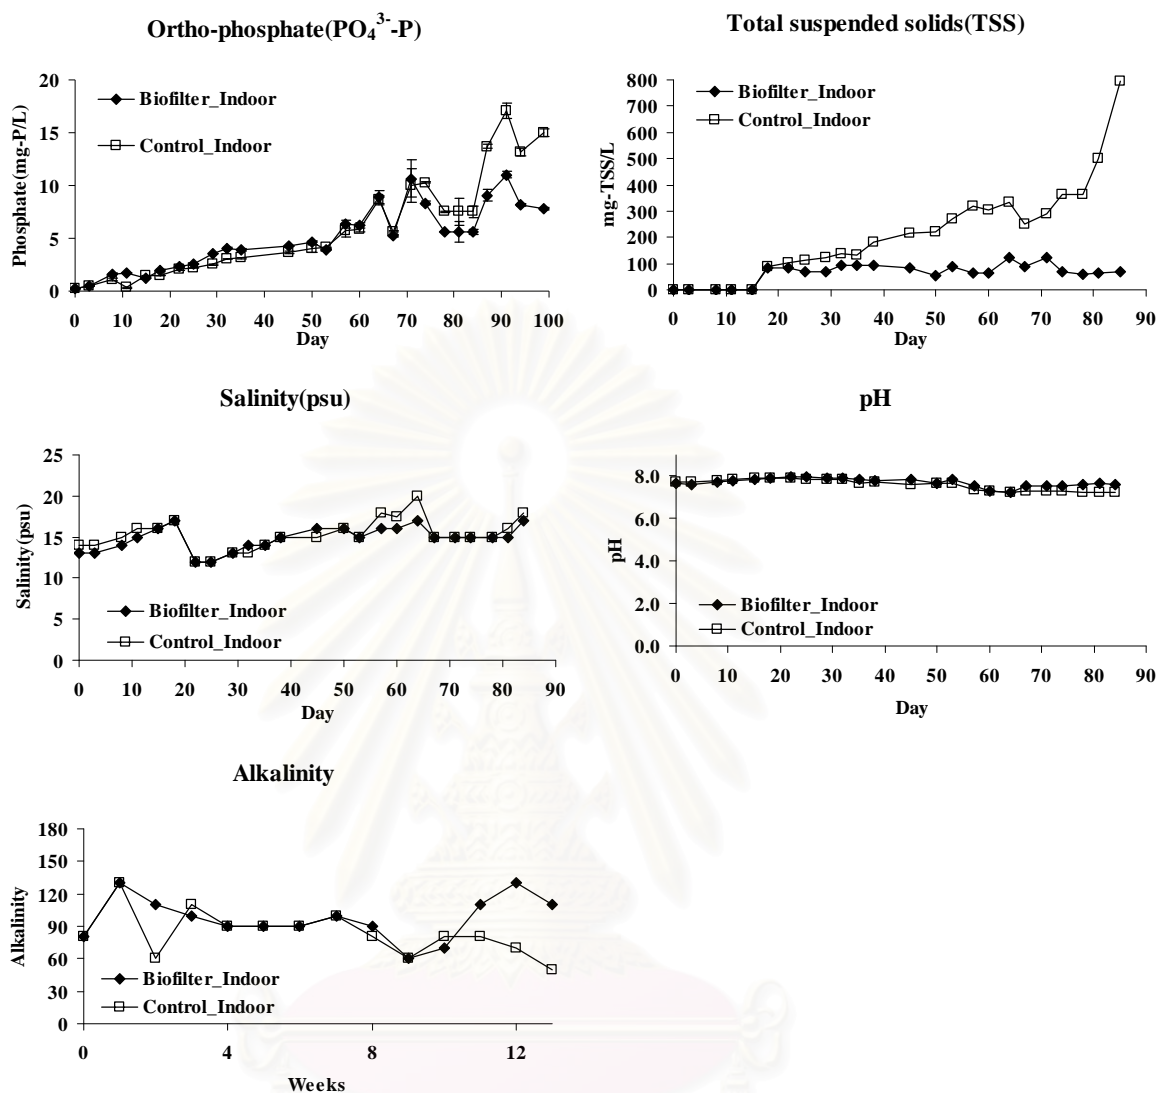 Ortho-phosphate(PO₄³⁻-P)
Phosphate(mg-P/L)
20
15
10
5
0
Biofilter_Indoor
Control_Indoor
0 10 20 30 40 50 60 70 80 90 100
Day
Total suspended solids(TSS)
mg-TSS/L
800
700
600
500
400
300
200
100
0
Biofilter_Indoor
Control_Indoor
0 10 20 30 40 50 60 70 80 90
Day
Salinity(psu)
Salinity(psu)
25
20
15
10
5
0
Biofilter_Indoor
Control_Indoor
0 10 20 30 40 50 60 70 80 90
Day
pH
pH
8.0
6.0
4.0
2.0
0.0
Biofilter_Indoor
Control_Indoor
0 10 20 30 40 50 60 70 80 90
Day
Alkalinity
Alkalinity
180
150
120
90
60
30
0
Biofilter_Indoor
Control_Indoor
0 4 8 12
Weeks